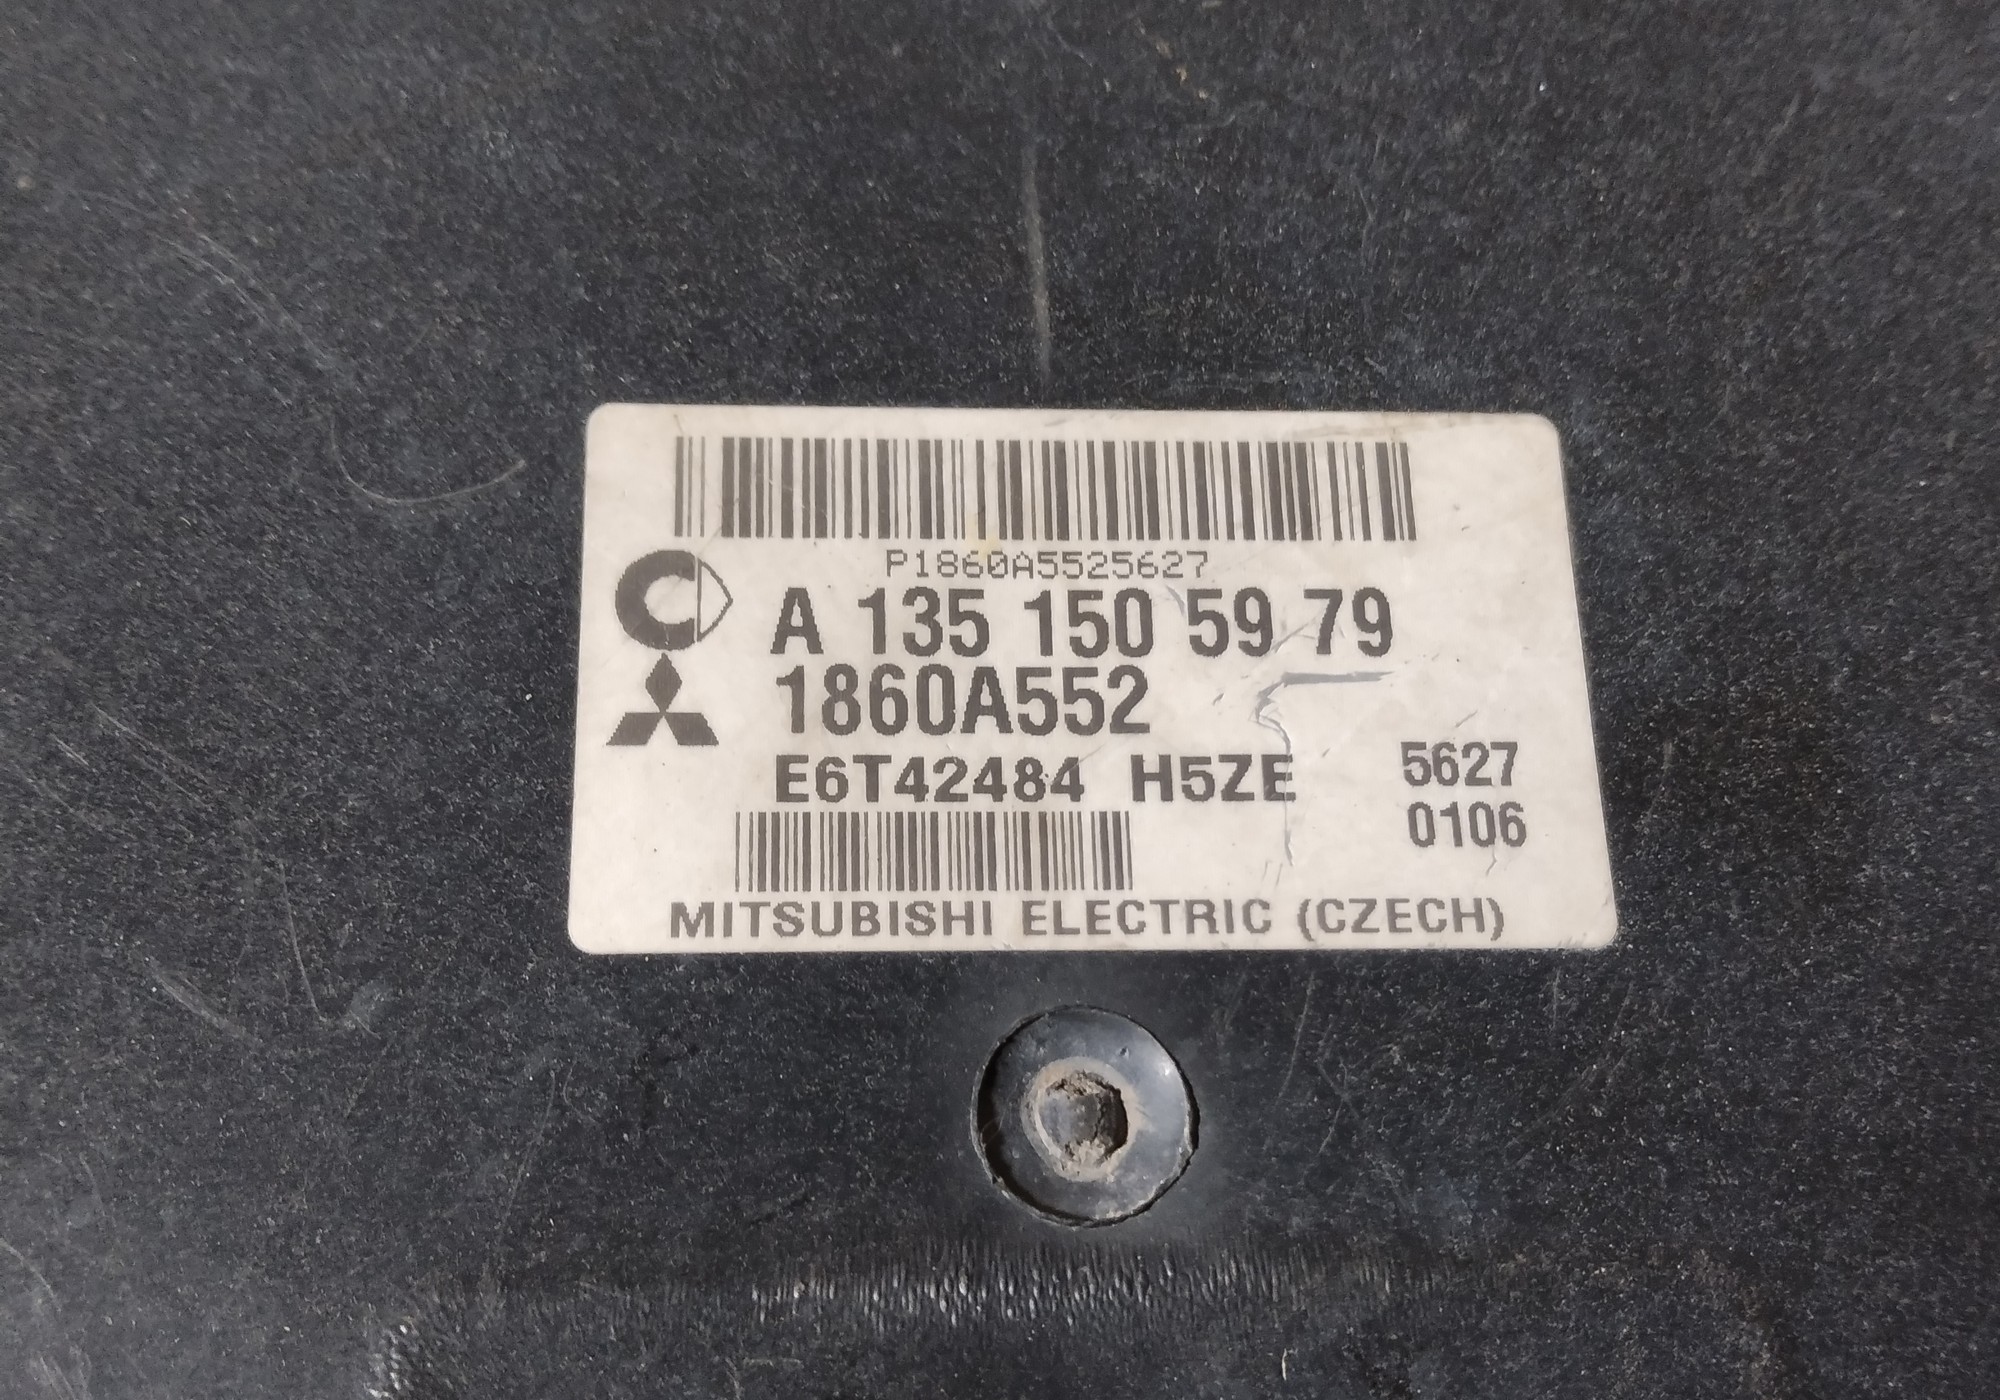 P1860A5525627
A 135 150 59 79
1860A552
E6T42484 H5ZE 5627
0106
MITSUBISHI ELECTRIC (CZECH)